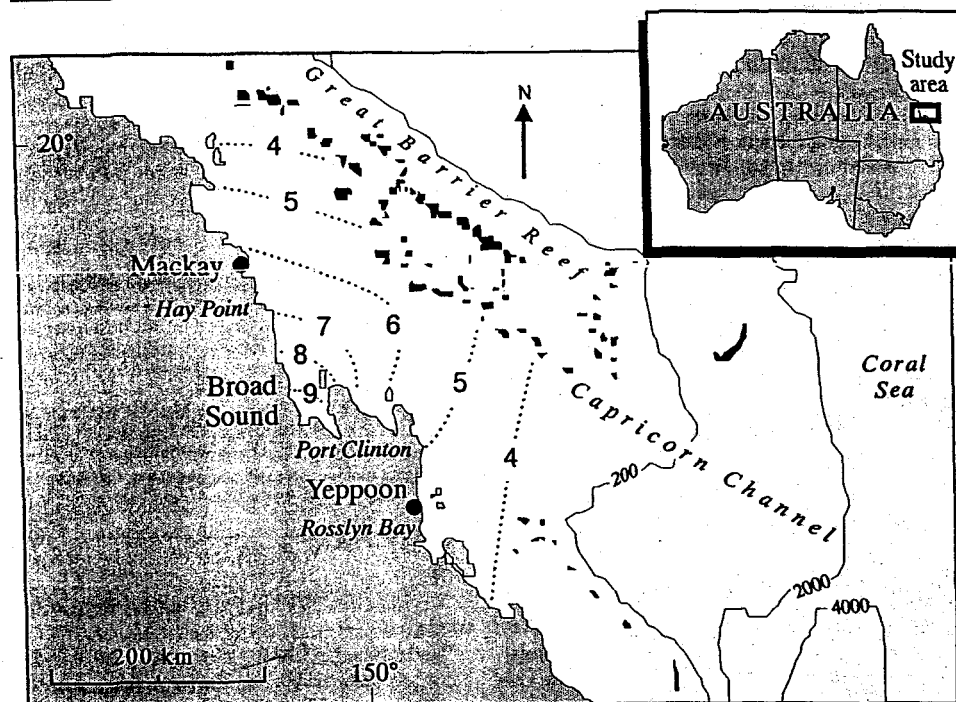 Study
area
AUSTRALIA
N
Great Barrier Reef
20°
4
5
Mackay
Hay Point
7
6
8
5
9
Broad
Sound
Coral
Sea
Capricorn Channel
Port Clinton
4
200
Yeppoon
Rosslyn Bay
2000
4000
200 km
150°